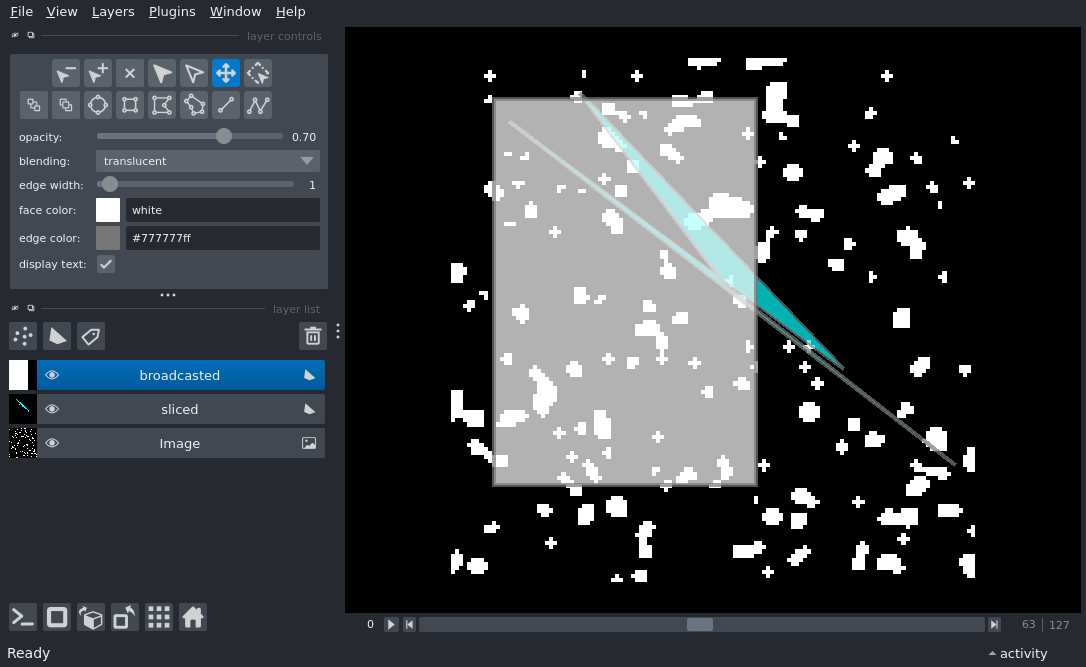 File View Layers Plugins Window Help
layer controls
opacity: 0.70
blending: translucent
edge width: 1
face color: white
edge color: #777777ff
display text:
layer list
broadcasted
sliced
Image
0 63 127
Ready activity